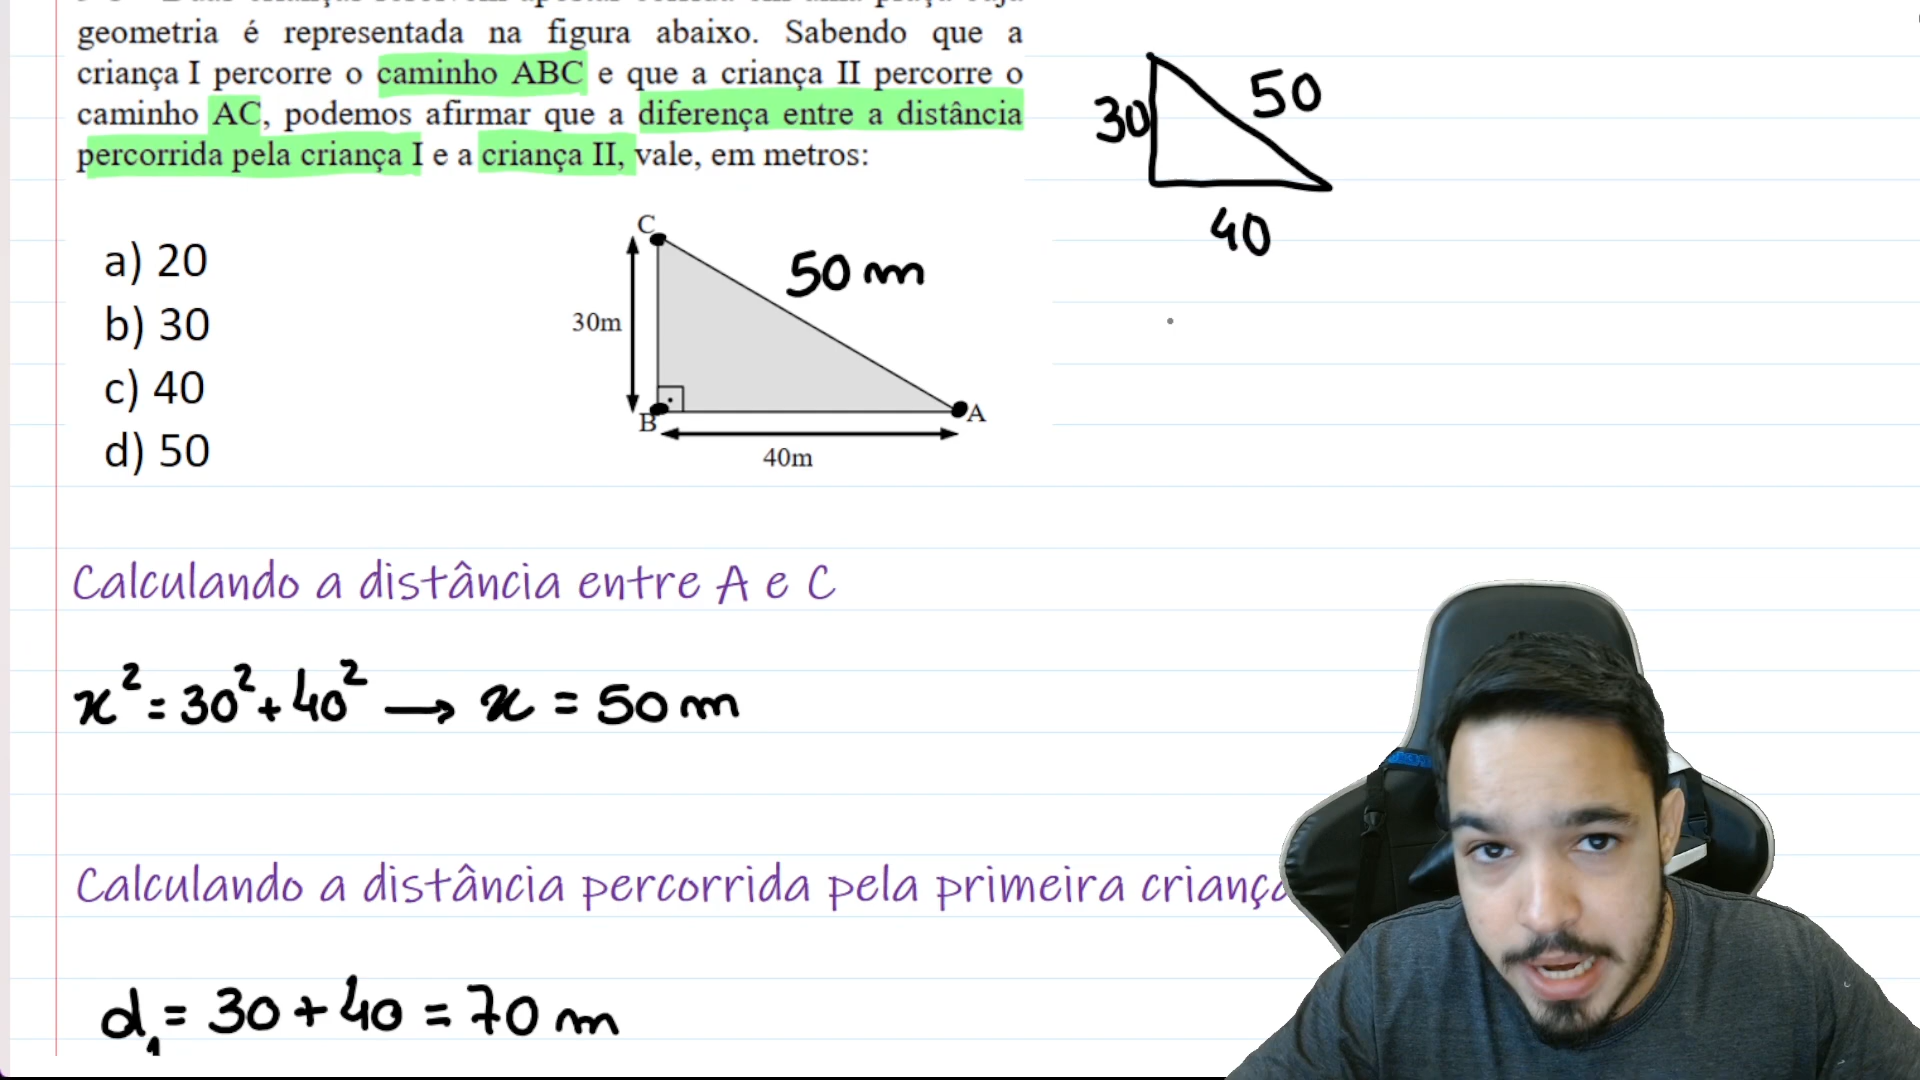 geometria é representada na figura abaixo. Sabendo que a
criança I percorre o caminho ABC e que a criança II percorre o
caminho AC, podemos afirmar que a diferença entre a distância
percorrida pela criança I e a criança II, vale, em metros:
a) 20
b) 30
c) 40
d) 50
C
50 m
30m
B
A
40m
30
50
40
Calculando a distância entre A e C
x² = 30² + 40² → x = 50 m
Calculando a distância percorrida pela primeira criança
d₁ = 30 + 40 = 70 m